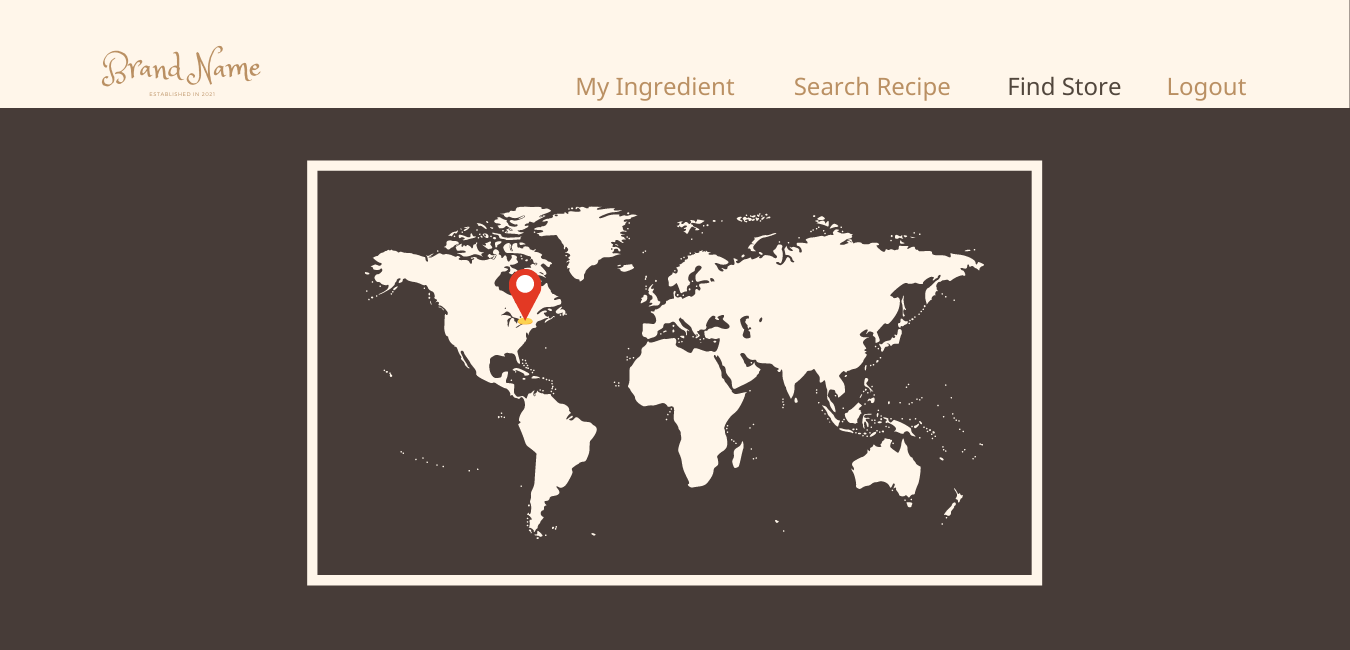 Brand Name
ESTABLISHED IN 2021
My Ingredient
Search Recipe
Find Store
Logout